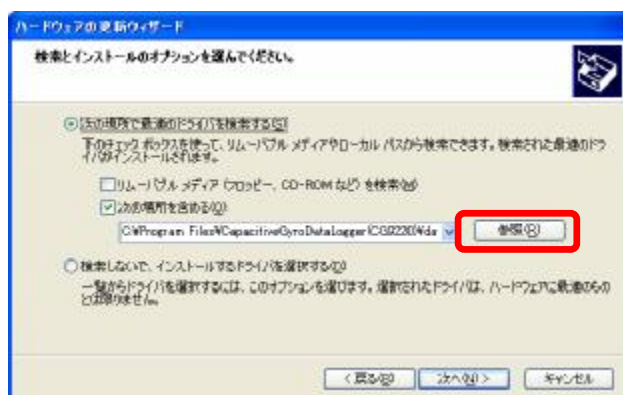 ハードウェアの更新ウィザード
検索とインストールのオプションを選んでください。
次の場所で最適のドライバを検索する(S)
下のチェック ボックスを使って、リムーバブル メディアやローカル パスから検索できます。検索された最適のドラ
イバがインストールされます。
リムーバブル メディア (フロッピー、CD-ROM など) を検索(M)
次の場所を含める(O)
C:¥Program Files¥CapacitiveGyroDataLogger(CG2230)¥dr
参照(R)
検索しないで、インストールするドライバを選択する(D)
一覧からドライバを選択するには、このオプションを選びます。選択されたドライバは、ハードウェアに最適のもの
とは限りません。
< 戻る(B)
次へ(N) >
キャンセル